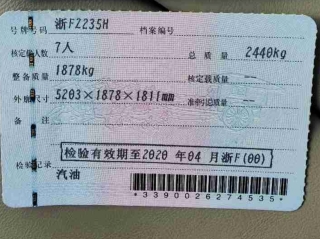 号牌号码 浙F2235H 档案编号
核定载人数 7人 总质量 2440kg
整备质量 1878kg 核定载质量
外廓尺寸 5203×1878×1811mm 准牵引总质量
备注
检验有效期至2020年04月浙F(00)
检验记录
汽油
*3390026274535*